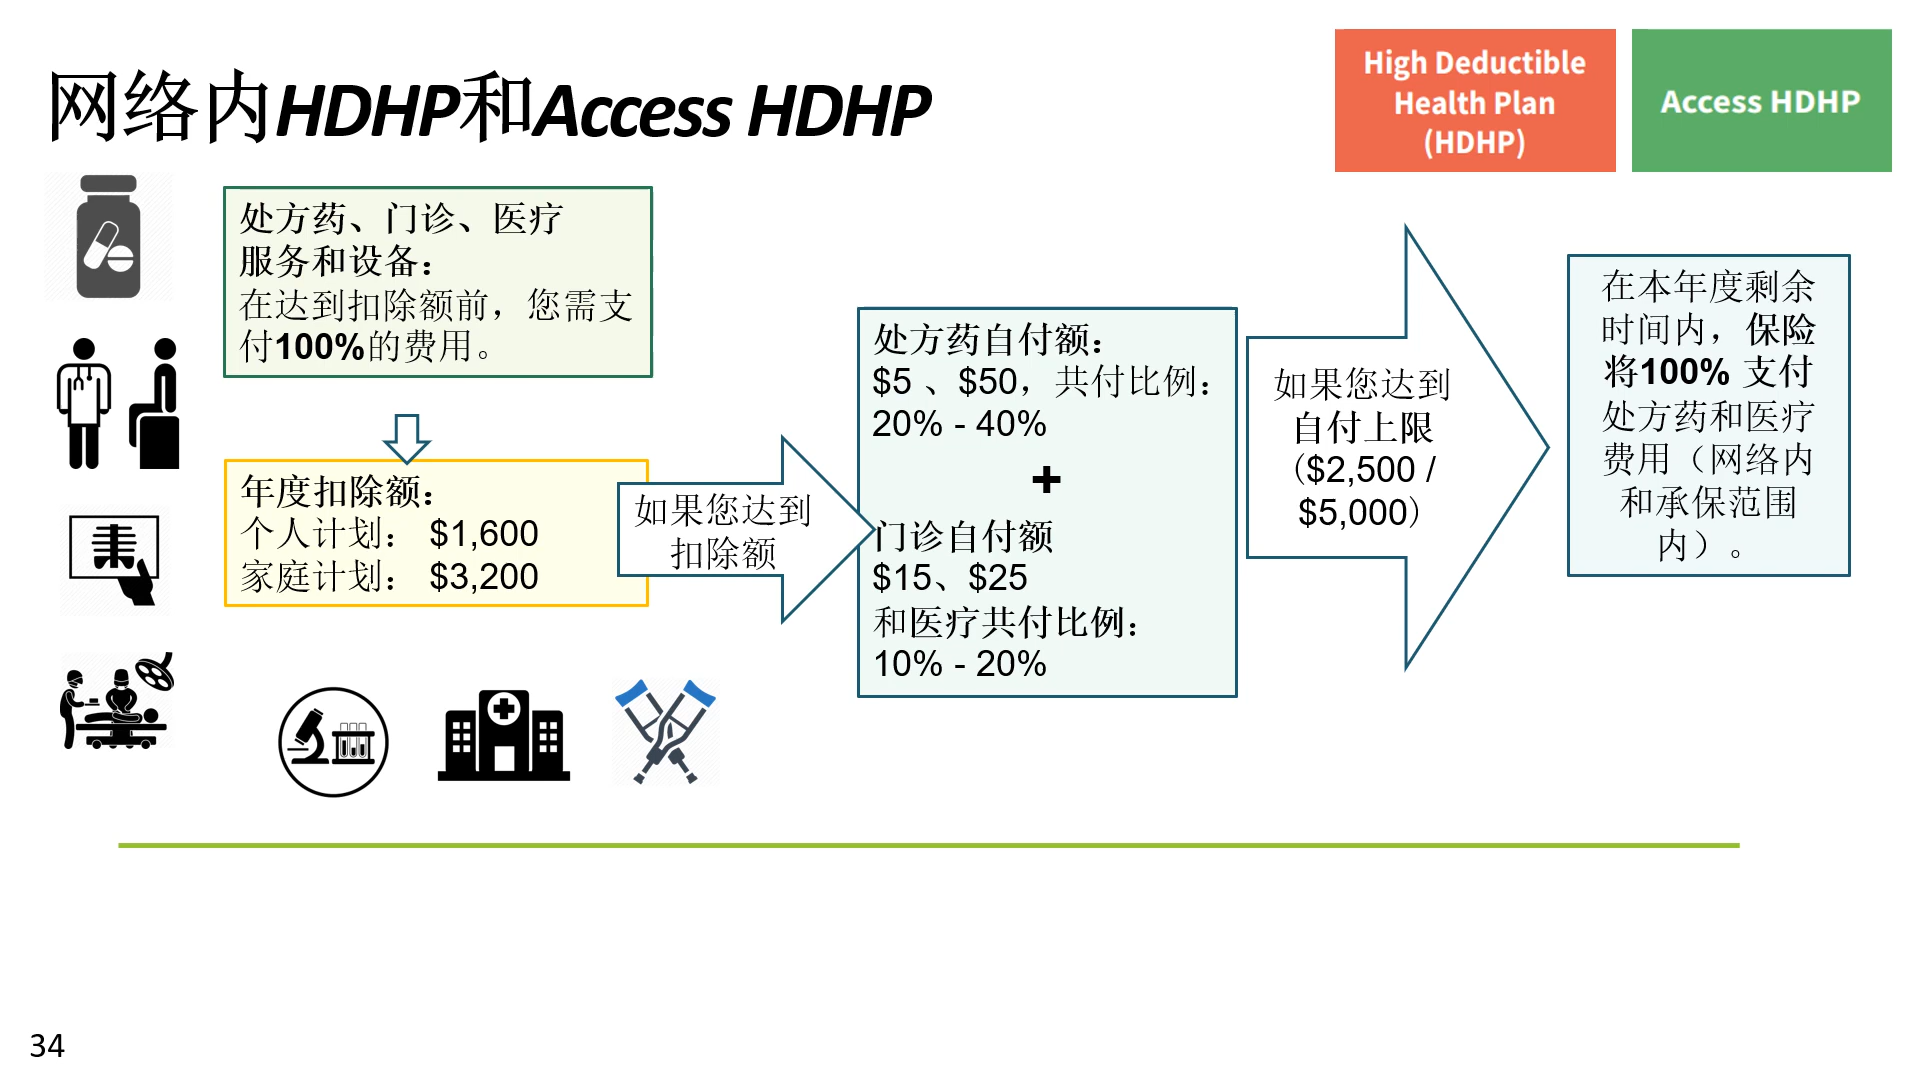 网络内HDHP和Access HDHP
High Deductible
Health Plan
(HDHP)
Access HDHP
处方药、门诊、医疗
服务和设备：
在达到扣除额前，您需支
付100%的费用。
年度扣除额：
个人计划： $1,600
家庭计划： $3,200
如果您达到
扣除额
处方药自付额：
$5 、$50，共付比例：
20% - 40%
+
门诊自付额
$15、$25
和医疗共付比例：
10% - 20%
如果您达到
自付上限
（$2,500 /
$5,000）
在本年度剩余
时间内，保险
将100% 支付
处方药和医疗
费用（网络内
和承保范围
内）。
34